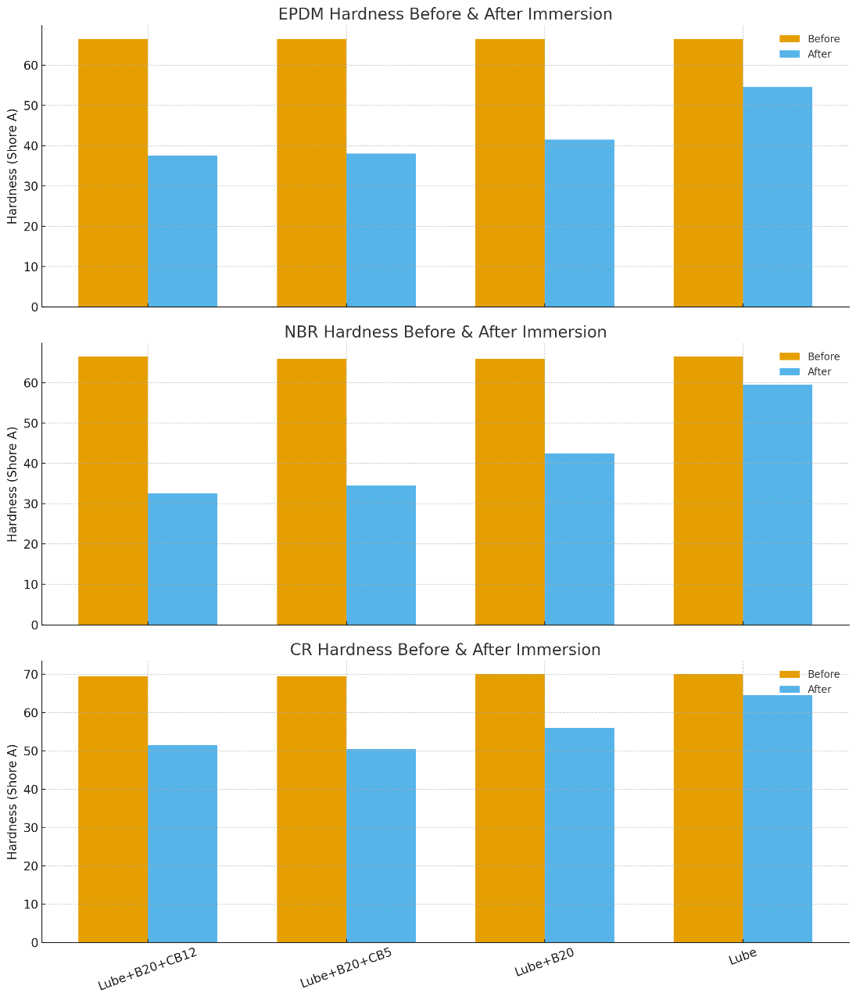 EPDM Hardness Before & After Immersion
Before
After
Hardness (Shore A)
60
50
40
30
20
10
0
NBR Hardness Before & After Immersion
Before
After
Hardness (Shore A)
60
50
40
30
20
10
0
CR Hardness Before & After Immersion
Before
After
Hardness (Shore A)
70
60
50
40
30
20
10
0
Lube+B20+CB12
Lube+B20+CB5
Lube+B20
Lube